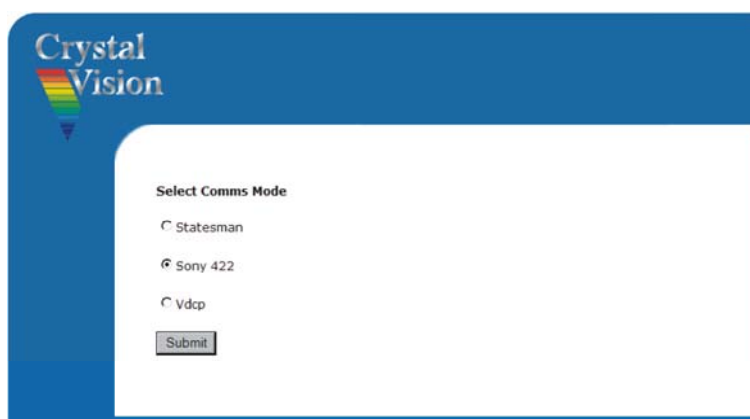 Crystal
Vision
Select Comms Mode
Statesman
Sony 422
Vdcp
Submit